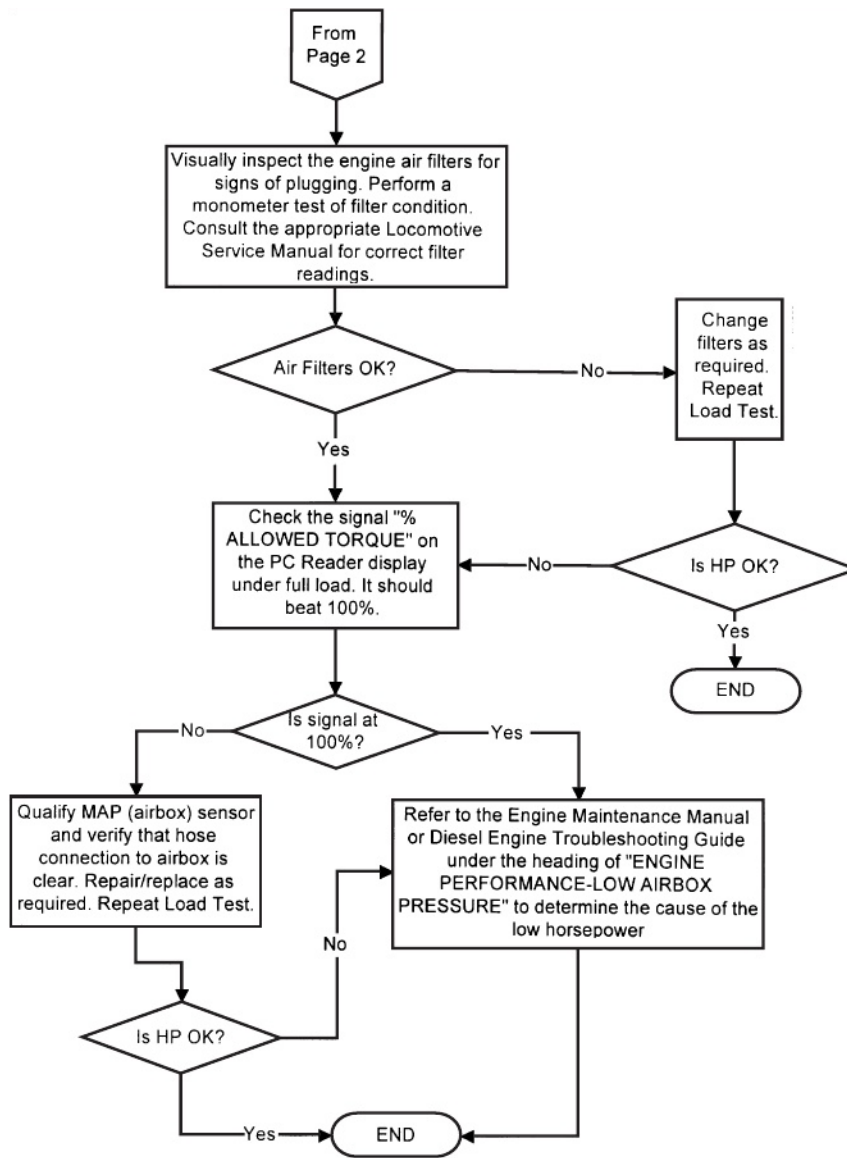 From
Page 2
Visually inspect the engine air filters for
signs of plugging. Perform a
monometer test of filter condition.
Consult the appropriate Locomotive
Service Manual for correct filter
readings.
Air Filters OK?
No
Change
filters as
required.
Repeat
Load Test.
Yes
Check the signal "%
ALLOWED TORQUE" on
the PC Reader display
under full load. It should
beat 100%.
No
Is HP OK?
Yes
END
Is signal at
100%?
No
Yes
Qualify MAP (airbox) sensor
and verify that hose
connection to airbox is
clear. Repair/replace as
required. Repeat Load Test.
Refer to the Engine Maintenance Manual
or Diesel Engine Troubleshooting Guide
under the heading of "ENGINE
PERFORMANCE-LOW AIRBOX
PRESSURE" to determine the cause of the
low horsepower
No
Is HP OK?
Yes
END